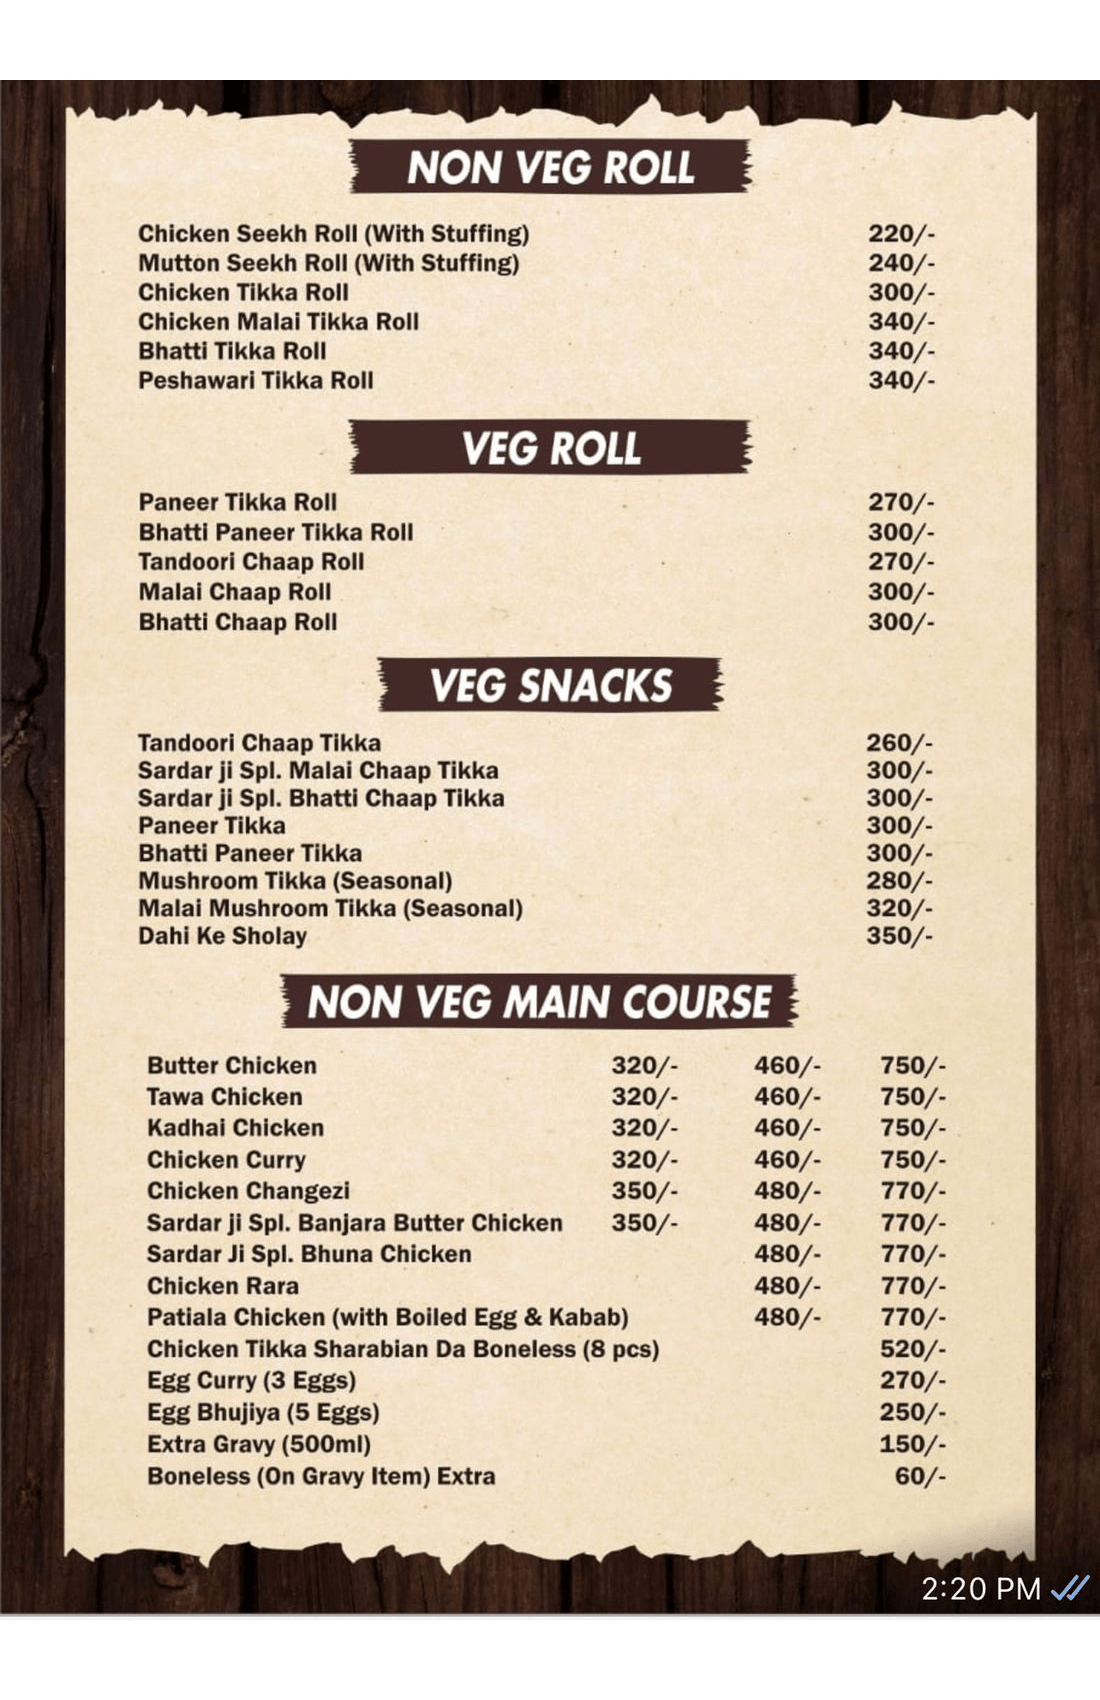 NON VEG ROLL
Chicken Seekh Roll (With Stuffing) 220/-
Mutton Seekh Roll (With Stuffing) 240/-
Chicken Tikka Roll 300/-
Chicken Malai Tikka Roll 340/-
Bhatti Tikka Roll 340/-
Peshawari Tikka Roll 340/-
VEG ROLL
Paneer Tikka Roll 270/-
Bhatti Paneer Tikka Roll 300/-
Tandoori Chaap Roll 270/-
Malai Chaap Roll 300/-
Bhatti Chaap Roll 300/-
VEG SNACKS
Tandoori Chaap Tikka 260/-
Sardar ji Spl. Malai Chaap Tikka 300/-
Sardar ji Spl. Bhatti Chaap Tikka 300/-
Paneer Tikka 300/-
Bhatti Paneer Tikka 300/-
Mushroom Tikka (Seasonal) 280/-
Malai Mushroom Tikka (Seasonal) 320/-
Dahi Ke Sholay 350/-
NON VEG MAIN COURSE
Butter Chicken 320/- 460/- 750/-
Tawa Chicken 320/- 460/- 750/-
Kadhai Chicken 320/- 460/- 750/-
Chicken Curry 320/- 460/- 750/-
Chicken Changezi 350/- 480/- 770/-
Sardar ji Spl. Banjara Butter Chicken 350/- 480/- 770/-
Sardar Ji Spl. Bhuna Chicken 480/- 770/-
Chicken Rara 480/- 770/-
Patiala Chicken (with Boiled Egg & Kabab) 480/- 770/-
Chicken Tikka Sharabian Da Boneless (8 pcs) 520/-
Egg Curry (3 Eggs) 270/-
Egg Bhujiya (5 Eggs) 250/-
Extra Gravy (500ml) 150/-
Boneless (On Gravy Item) Extra 60/-
2:20 PM